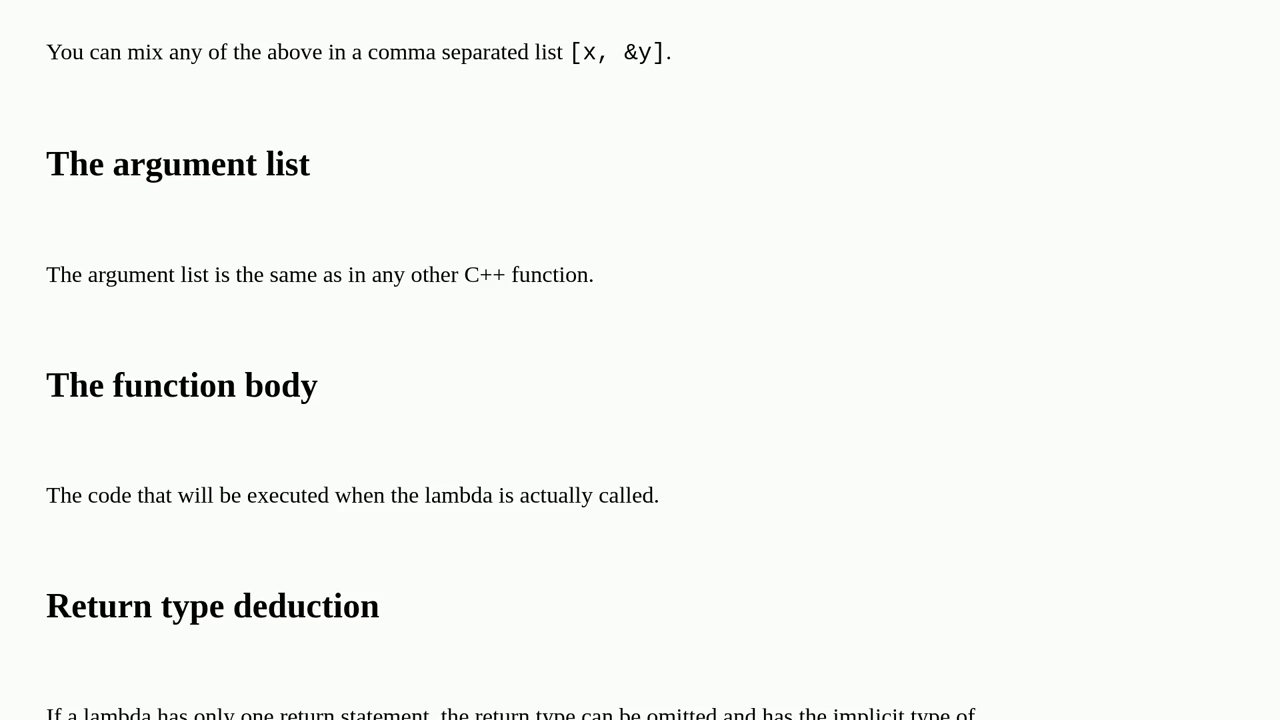 You can mix any of the above in a comma separated list [x, &y].
The argument list
The argument list is the same as in any other C++ function.
The function body
The code that will be executed when the lambda is actually called.
Return type deduction
If a lambda has only one return statement, the return type can be omitted and has the implicit type of